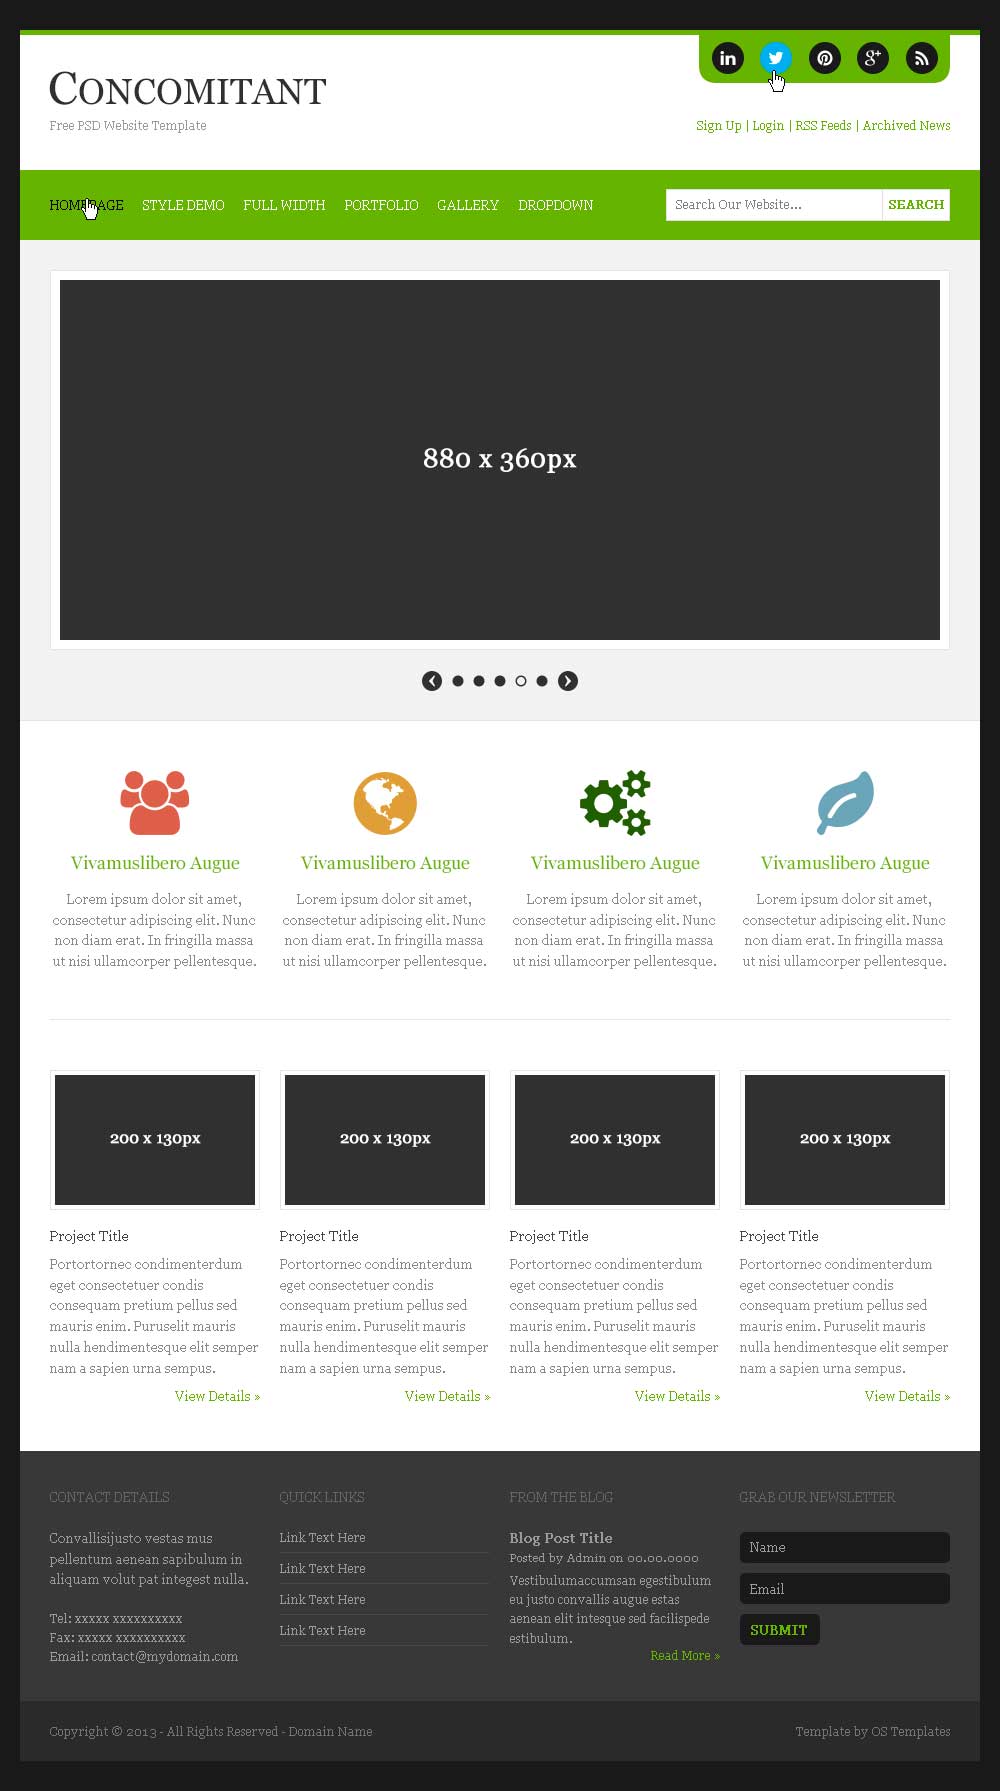 CONCOMITANT
Free PSD Website Template
Sign Up | Login | RSS Feeds | Archived News
HOMEPAGE STYLE DEMO FULL WIDTH PORTFOLIO GALLERY DROPDOWN
Search Our Website... SEARCH
880 x 360px
Vivamuslibero Augue
Lorem ipsum dolor sit amet,
consectetur adipiscing elit. Nunc
non diam erat. In fringilla massa
ut nisi ullamcorper pellentesque.
Vivamuslibero Augue
Lorem ipsum dolor sit amet,
consectetur adipiscing elit. Nunc
non diam erat. In fringilla massa
ut nisi ullamcorper pellentesque.
Vivamuslibero Augue
Lorem ipsum dolor sit amet,
consectetur adipiscing elit. Nunc
non diam erat. In fringilla massa
ut nisi ullamcorper pellentesque.
Vivamuslibero Augue
Lorem ipsum dolor sit amet,
consectetur adipiscing elit. Nunc
non diam erat. In fringilla massa
ut nisi ullamcorper pellentesque.
200 x 130px
Project Title
Portortornec condimenterdum
eget consectetuer condis
consequam pretium pellus sed
mauris enim. Puruselit mauris
nulla hendimentesque elit semper
nam a sapien urna sempus.
View Details »
200 x 130px
Project Title
Portortornec condimenterdum
eget consectetuer condis
consequam pretium pellus sed
mauris enim. Puruselit mauris
nulla hendimentesque elit semper
nam a sapien urna sempus.
View Details »
200 x 130px
Project Title
Portortornec condimenterdum
eget consectetuer condis
consequam pretium pellus sed
mauris enim. Puruselit mauris
nulla hendimentesque elit semper
nam a sapien urna sempus.
View Details »
200 x 130px
Project Title
Portortornec condimenterdum
eget consectetuer condis
consequam pretium pellus sed
mauris enim. Puruselit mauris
nulla hendimentesque elit semper
nam a sapien urna sempus.
View Details »
CONTACT DETAILS
Convallisijusto vestas mus
pellentum aenean sapibulum in
aliquam volut pat integest nulla.
Tel: xxxxx xxxxxxxxxx
Fax: xxxxx xxxxxxxxxx
Email: contact@mydomain.com
QUICK LINKS
Link Text Here
Link Text Here
Link Text Here
Link Text Here
FROM THE BLOG
Blog Post Title
Posted by Admin on 00.00.0000
Vestibulumaccumsan egestibulum
eu justo convallis augue estas
aenean elit intesque sed facilispede
estibulum.
Read More »
GRAB OUR NEWSLETTER
Name
Email
SUBMIT
Copyright © 2013 - All Rights Reserved - Domain Name
Template by OS Templates